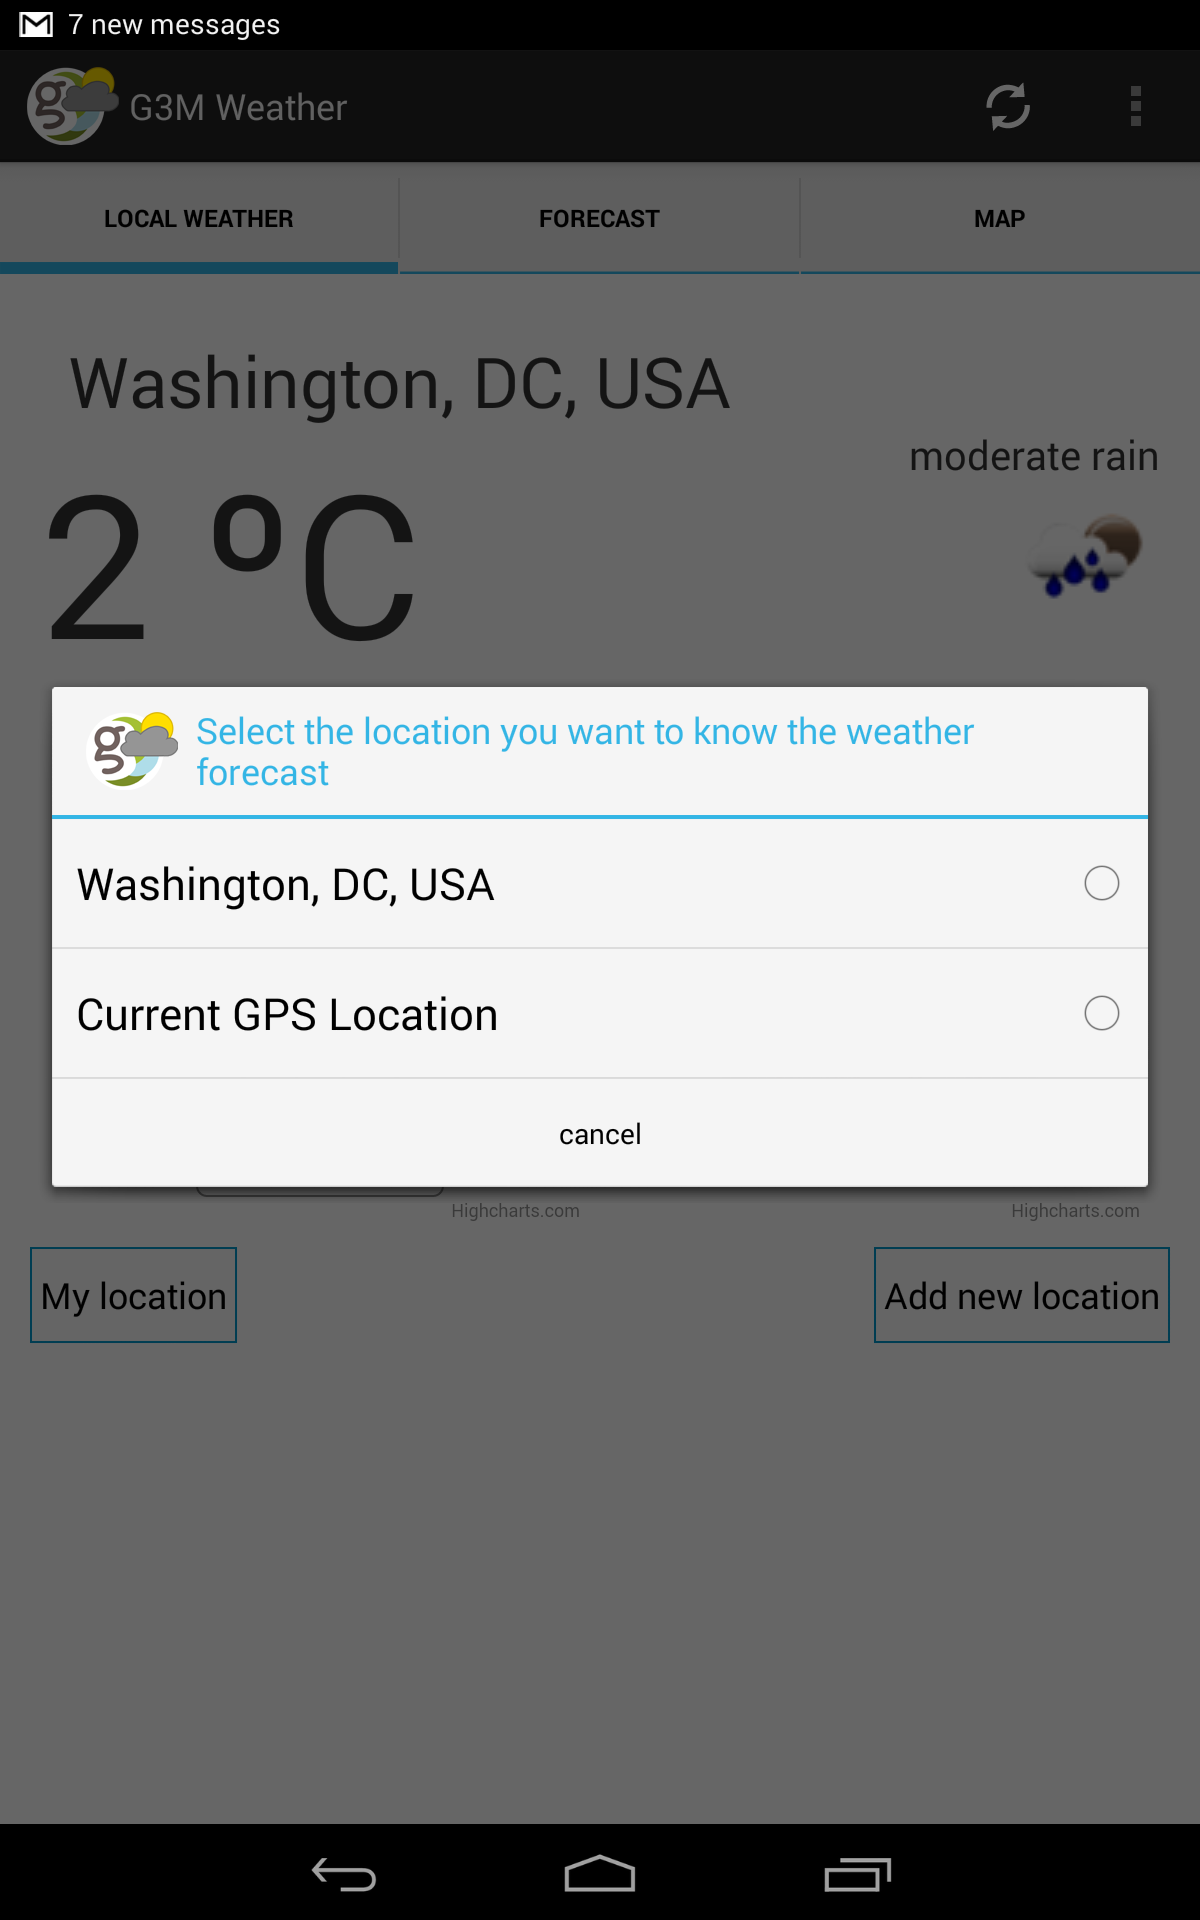 7 new messages
G3M Weather
LOCAL WEATHER
FORECAST
MAP
Washington, DC, USA
moderate rain
2 ºC
Select the location you want to know the weather
forecast
Washington, DC, USA
Current GPS Location
cancel
Highcharts.com
Highcharts.com
My location
Add new location